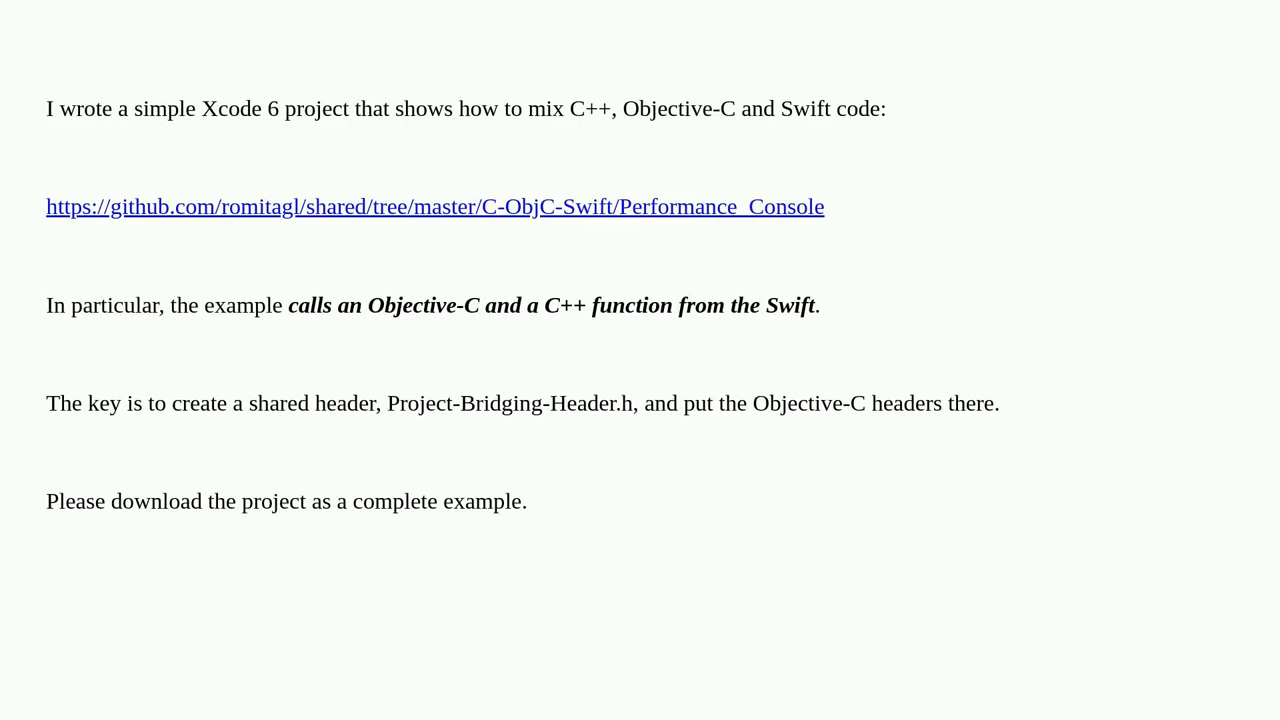 I wrote a simple Xcode 6 project that shows how to mix C++, Objective-C and Swift code:
https://github.com/romitagl/shared/tree/master/C-ObjC-Swift/Performance_Console
In particular, the example calls an Objective-C and a C++ function from the Swift.
The key is to create a shared header, Project-Bridging-Header.h, and put the Objective-C headers there.
Please download the project as a complete example.